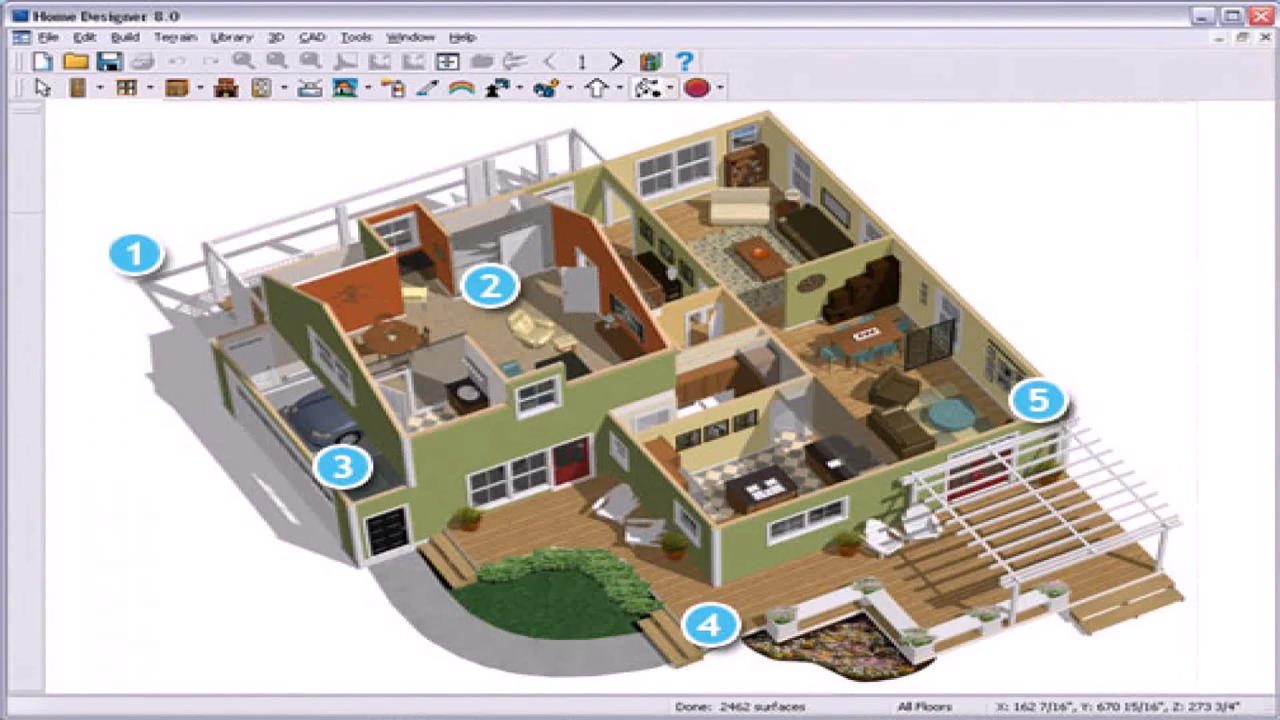 Home Designer 8.0
File Edit Build Terrain Library 3D CAD Tools Window Help
1
?
1
2
3
4
5
Done: 2462 surfaces
All Floors
X: 162 7/16", Y: 670 15/16", Z: 273 3/4"